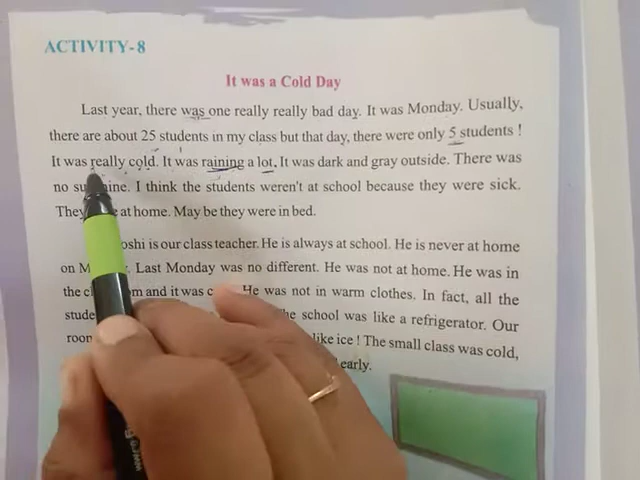 ACTIVITY-8
It was a Cold Day
Last year, there was one really really bad day. It was Monday. Usually,
there are about 25 students in my class but that day, there were only 5 students !
It was really cold. It was raining a lot. It was dark and gray outside. There was
no I think the students weren't at school because they were sick.
They at home. May be they were in bed.
is our class teacher. He is always at school. He is never at home
on Last Monday was no different. He was not at home. He was in
the and it was He was not in warm clothes. In fact, all the
school was like a refrigerator. Our
like ice ! The small class was cold,
early.